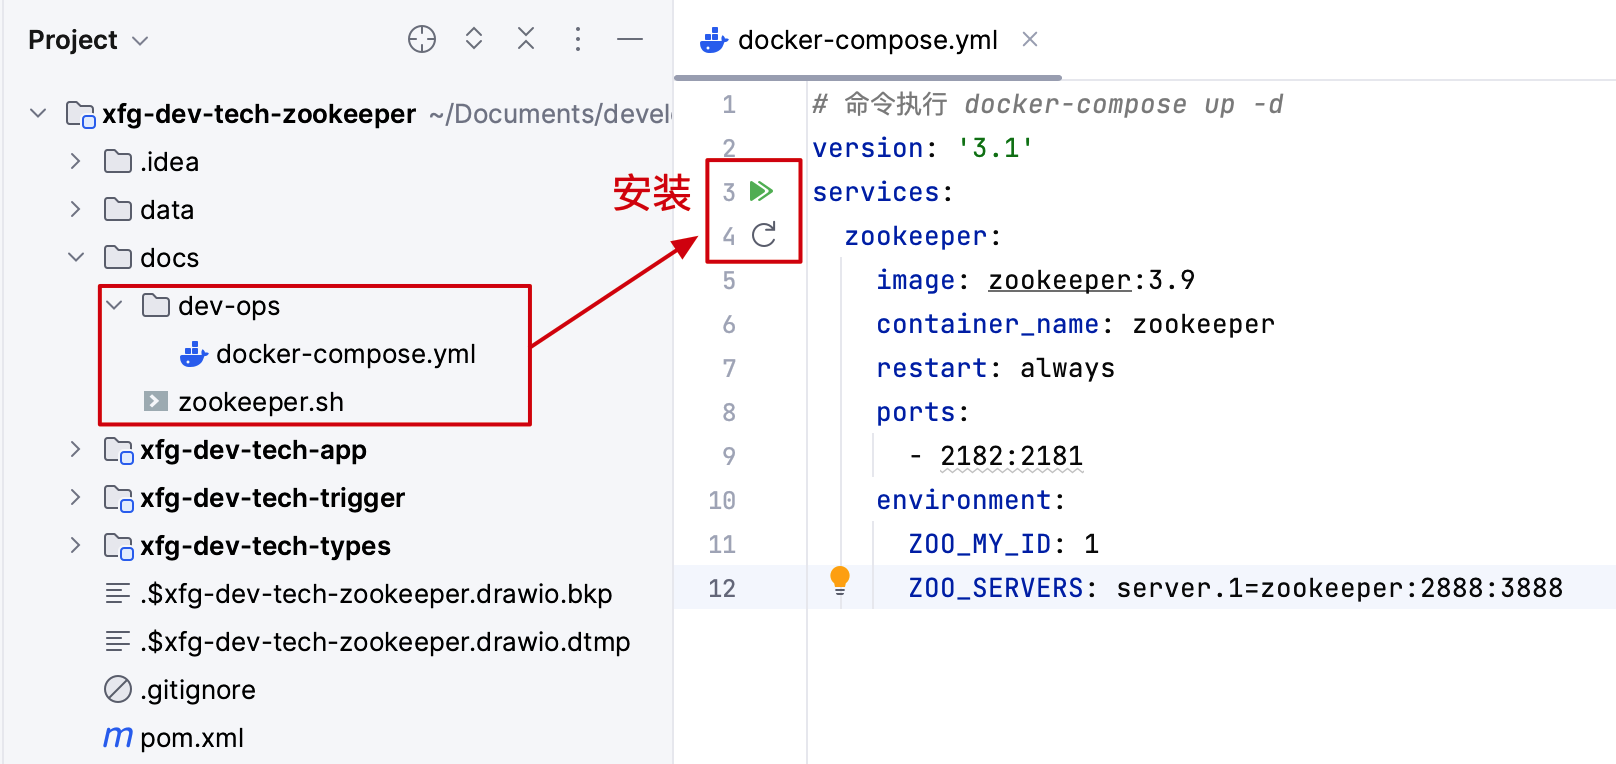 Project
xfg-dev-tech-zookeeper ~/Documents/devel
.idea
data
docs
dev-ops
docker-compose.yml
zookeeper.sh
xfg-dev-tech-app
xfg-dev-tech-trigger
xfg-dev-tech-types
.$xfg-dev-tech-zookeeper.drawio.bkp
.$xfg-dev-tech-zookeeper.drawio.dtmp
.gitignore
m pom.xml
安装
docker-compose.yml
1 # 命令执行 docker-compose up -d
2 version: '3.1'
3 services:
4 zookeeper:
5 image: zookeeper:3.9
6 container_name: zookeeper
7 restart: always
8 ports:
9 - 2182:2181
10 environment:
11 ZOO_MY_ID: 1
12 ZOO_SERVERS: server.1=zookeeper:2888:3888